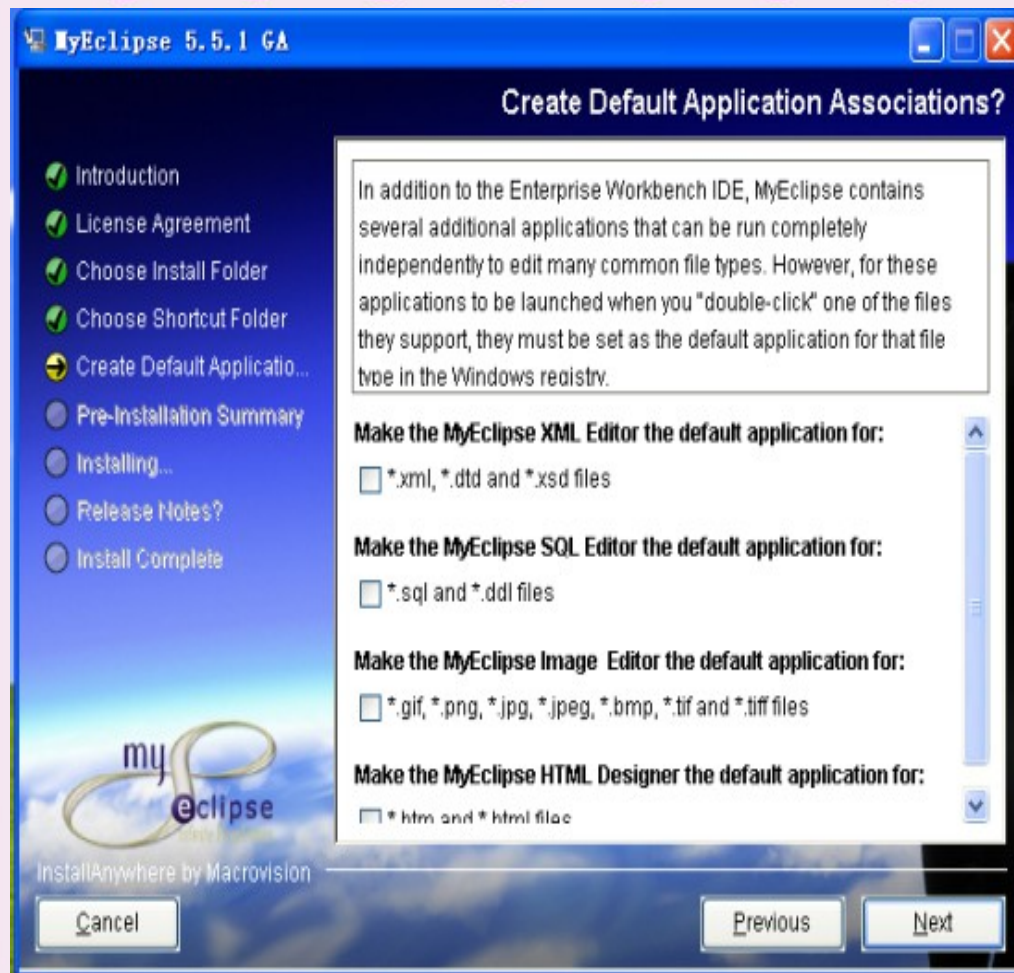 MyEclipse 5.5.1 GA
Create Default Application Associations?
Introduction
License Agreement
Choose Install Folder
Choose Shortcut Folder
Create Default Applicatio...
Pre-Installation Summary
Installing...
Release Notes?
Install Complete
In addition to the Enterprise Workbench IDE, MyEclipse contains
several additional applications that can be run completely
independently to edit many common file types. However, for these
applications to be launched when you "double-click" one of the files
they support, they must be set as the default application for that file
type in the Windows registry.
Make the MyEclipse XML Editor the default application for:
*.xml, *.dtd and *.xsd files
Make the MyEclipse SQL Editor the default application for:
*.sql and *.ddl files
Make the MyEclipse Image Editor the default application for:
*.gif, *.png, *.jpg, *.jpeg, *.bmp, *.tif and *.tiff files
Make the MyEclipse HTML Designer the default application for:
*.htm and *.html files
my
eclipse
InstallAnywhere by Macrovision
Cancel
Previous
Next